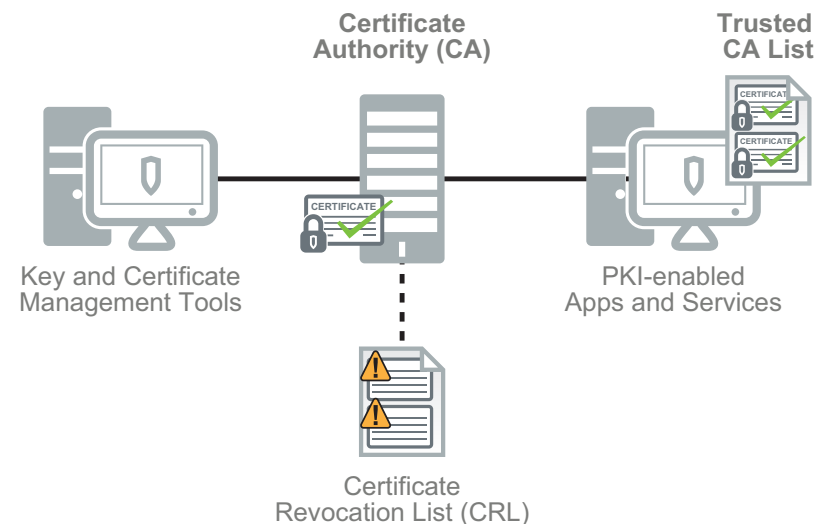 Certificate
Authority (CA)
Trusted
CA List
CERTIFICAT
CERTIFICATE
CERTIFICATE
Key and Certificate
Management Tools
PKI-enabled
Apps and Services
Certificate
Revocation List (CRL)